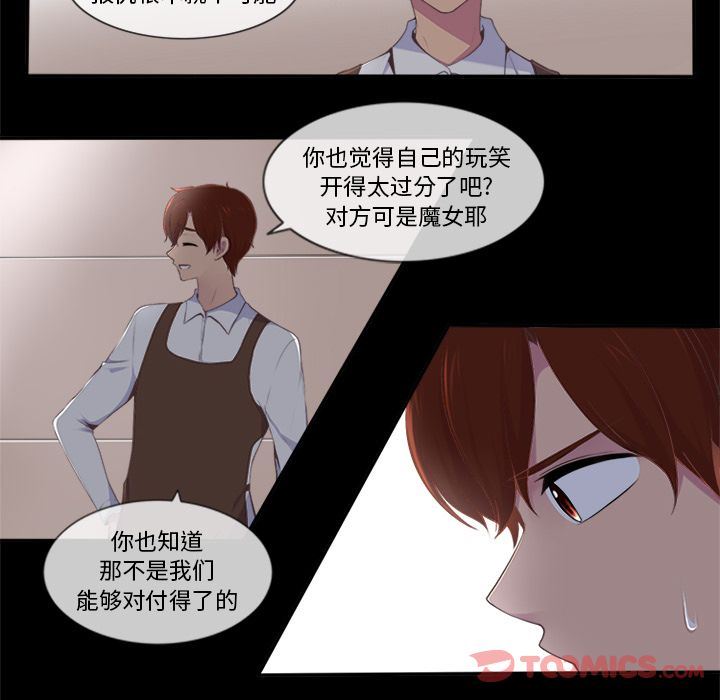 你也觉得自己的玩笑
开得太过分了吧?
对方可是魔女耶
你也知道
那不是我们
能够对付得了的
TOOMICS.COM